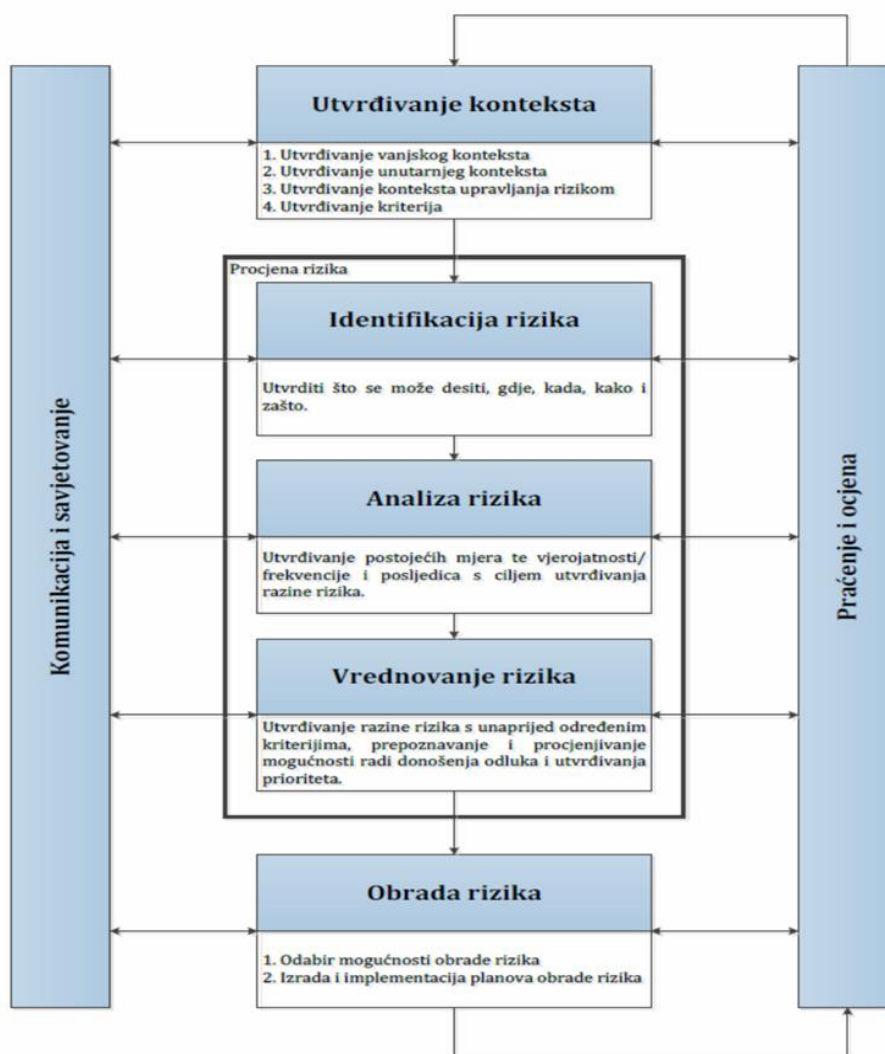 Utvrđivanje konteksta
1. Utvrđivanje vanjskog konteksta
2. Utvrđivanje unutarnjeg konteksta
3. Utvrđivanje konteksta upravljanja rizikom
4. Utvrđivanje kriterija
Procjena rizika
Identifikacija rizika
Utvrditi što se može desiti, gdje, kada, kako i
zašto.
Analiza rizika
Utvrđivanje postojećih mjera te vjerojatnosti/
frekvencije i posljedica s ciljem utvrđivanja
razine rizika.
Vrednovanje rizika
Utvrđivanje razine rizika s unaprijed određenim
kriterijima, prepoznavanje i procjenjivanje
mogućnosti radi donošenja odluka i utvrđivanja
prioriteta.
Obrada rizika
1. Odabir mogućnosti obrade rizika
2. Izrada i implementacija planova obrade rizika
Komunikacija i savjetovanje
Praćenje i ocjena